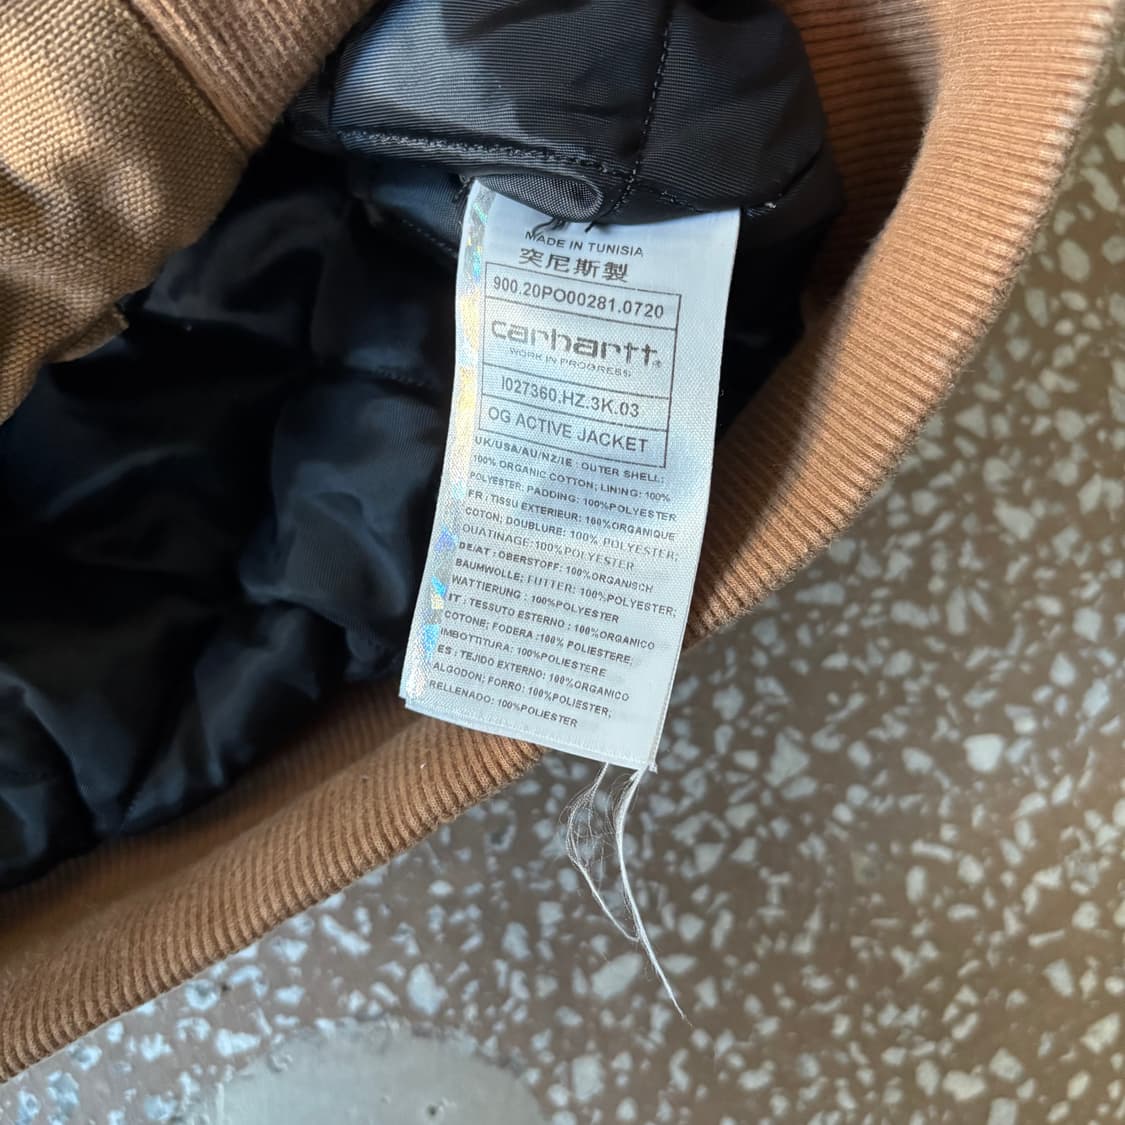 MADE IN TUNISIA
突尼斯製
900.20PO00281.0720
carhartt®
WORK IN PROGRESS
I027360.HZ.3K.03
OG ACTIVE JACKET
UK/USA/AU/NZ/IE : OUTER SHELL:
100% ORGANIC COTTON; LINING: 100%
POLYESTER; PADDING: 100%POLYESTER
FR : TISSU EXTERIEUR: 100%ORGANIQUE
COTON; DOUBLURE: 100% POLYESTER;
OUATINAGE:100%POLYESTER
DE/AT : OBERSTOFF: 100%ORGANISCH
BAUMWOLLE; FUTTER: 100%POLYESTER;
WATTIERUNG : 100%POLYESTER
IT : TESSUTO ESTERNO : 100%ORGANICO
COTONE; FODERA :100% POLIESTERE;
IMBOTTITURA: 100%POLIESTERE
ES : TEJIDO EXTERNO: 100%ORGANICO
ALGODON; FORRO: 100%POLIESTER;
RELLENADO: 100%POLIESTER